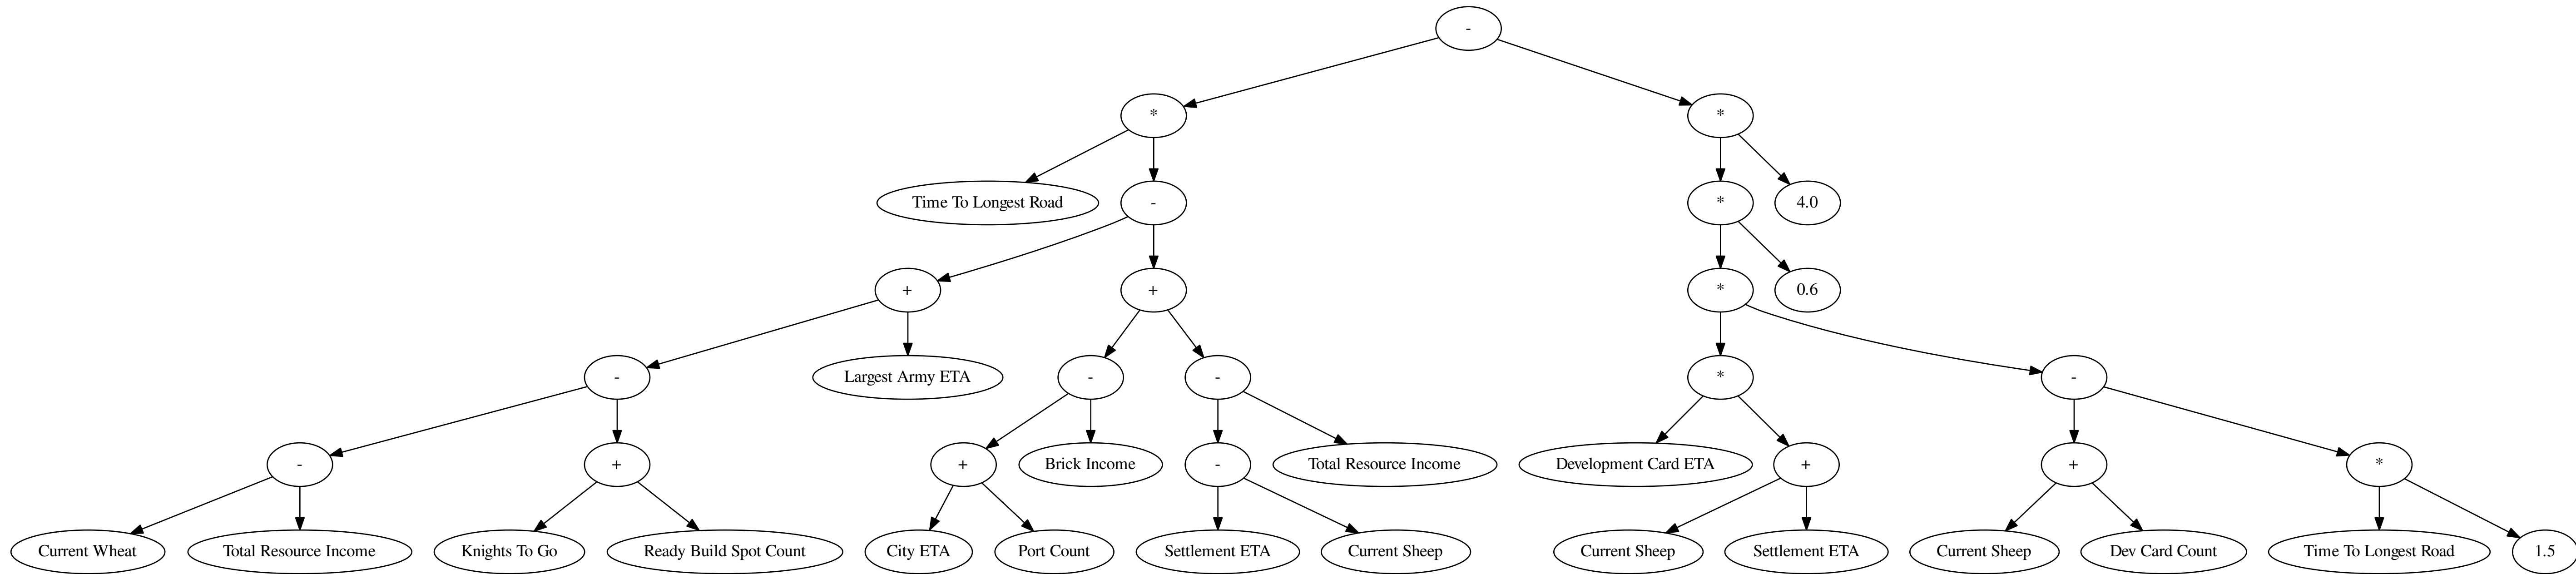 -
* *
Time To Longest Road - * 4.0
+ + * 0.6
- Largest Army ETA - - * -
- + + Brick Income - Total Resource Income Development Card ETA + + *
Current Wheat Total Resource Income Knights To Go Ready Build Spot Count City ETA Port Count Settlement ETA Current Sheep Current Sheep Settlement ETA Current Sheep Dev Card Count Time To Longest Road 1.5